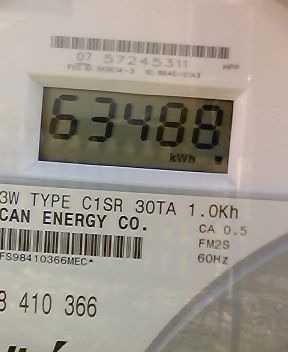 07 57245311 HPP
63488
kWh
3W TYPE C1SR 30TA 1.0Kh
CAN ENERGY CO.
CA 0.5
FM2S
60Hz
FS98410366MEC*
8 410 366